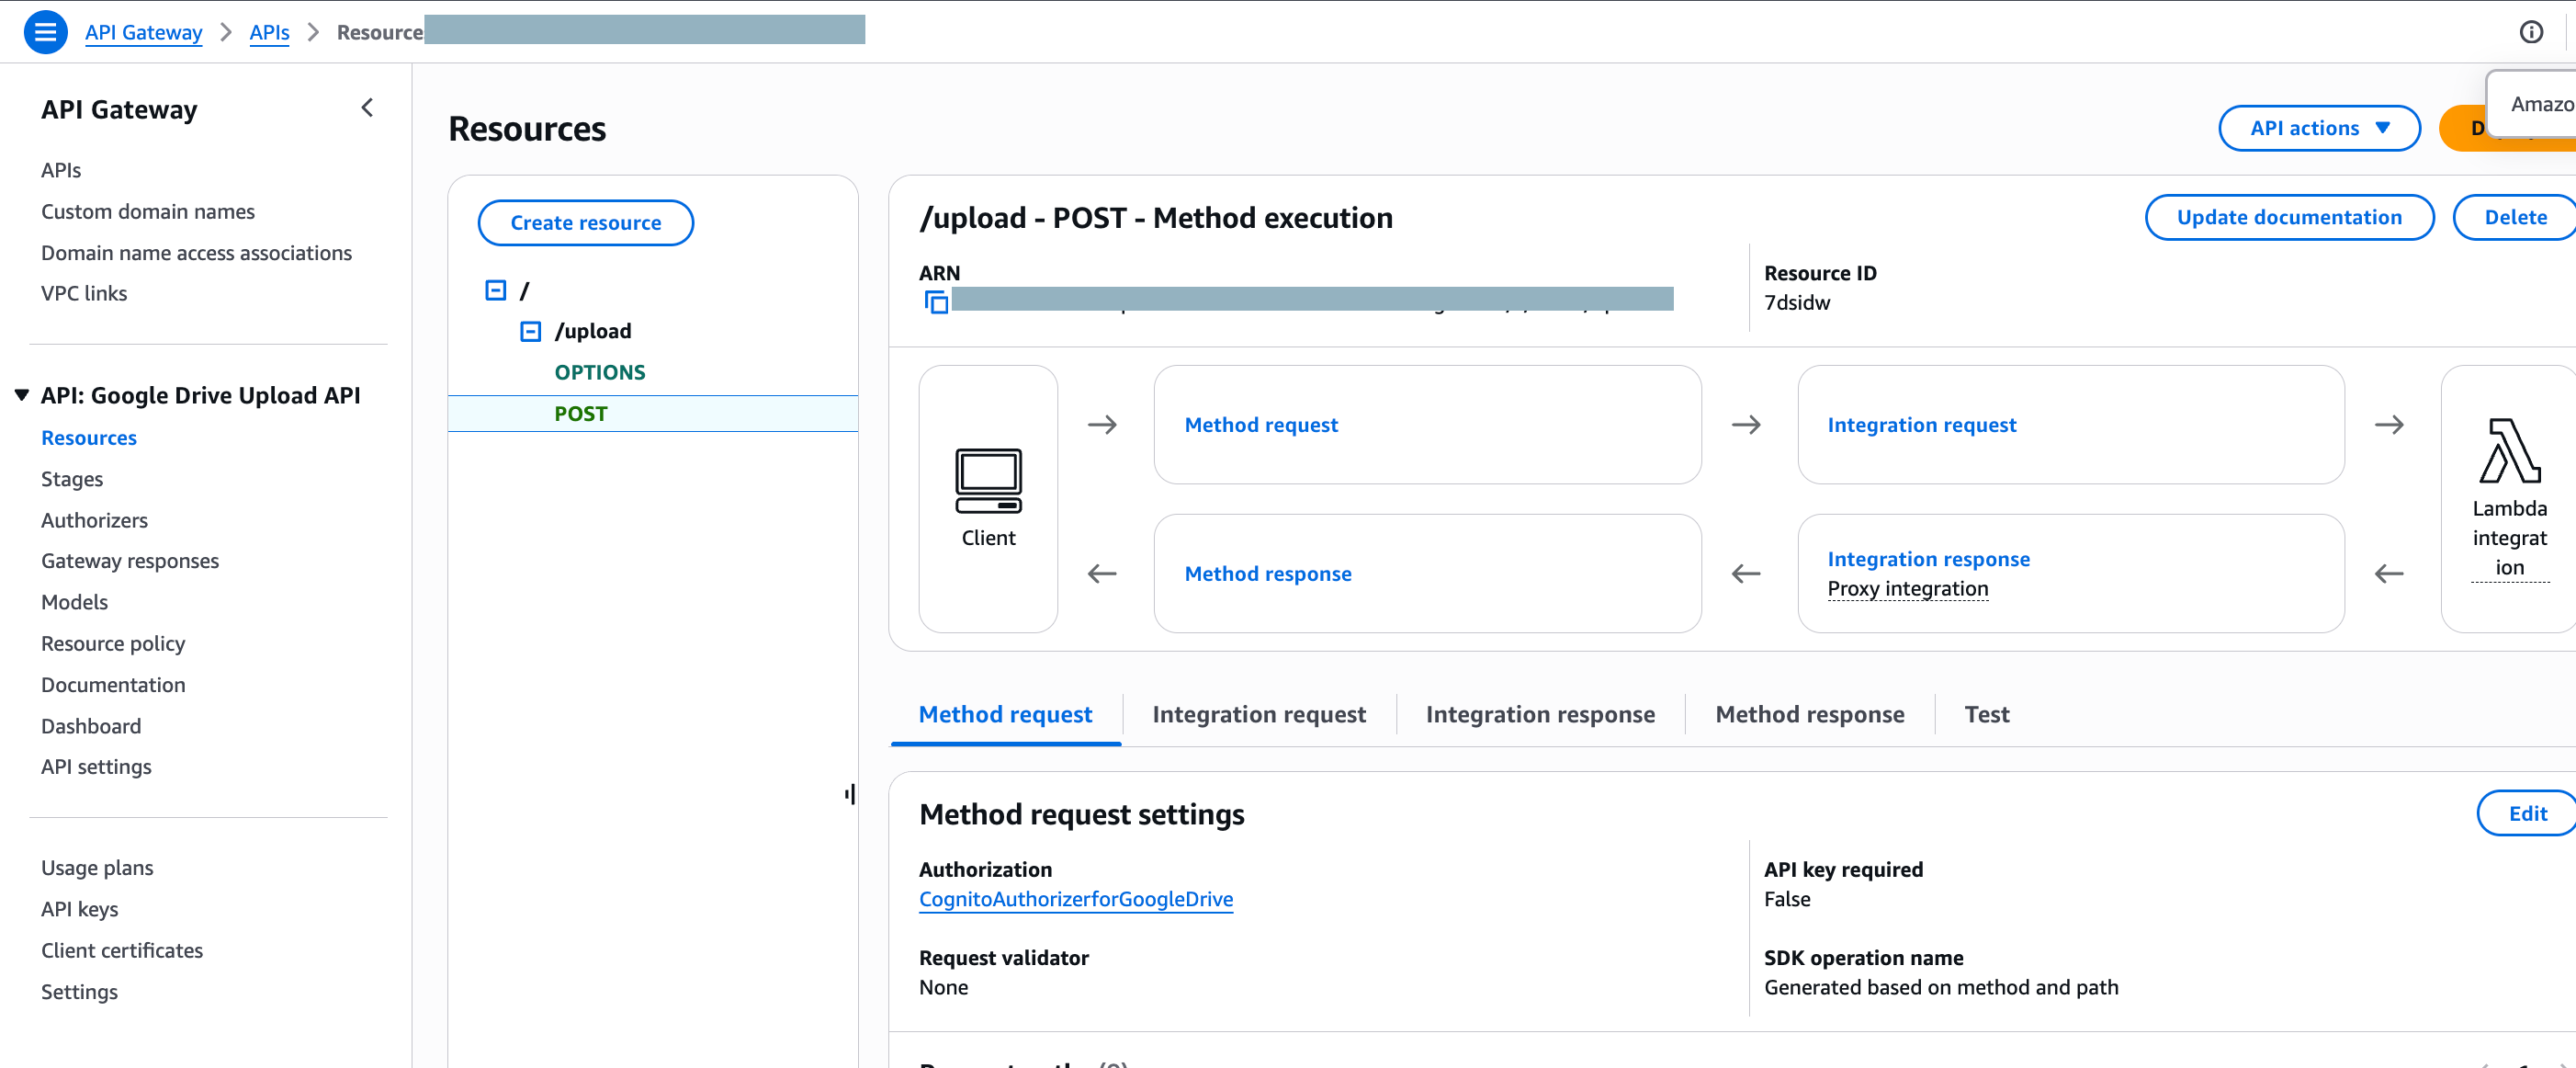 API Gateway > APIs > Resource
API Gateway
APIs
Custom domain names
Domain name access associations
VPC links
API: Google Drive Upload API
Resources
Stages
Authorizers
Gateway responses
Models
Resource policy
Documentation
Dashboard
API settings
Usage plans
API keys
Client certificates
Settings
Resources
API actions
Amazo
Create resource
/
/upload
OPTIONS
POST
/upload - POST - Method execution
Update documentation
Delete
ARN
Resource ID
7dsidw
Client
Method request
Integration request
Method response
Integration response
Proxy integration
Lambda
integrat
ion
Method request
Integration request
Integration response
Method response
Test
Method request settings
Edit
Authorization
CognitoAuthorizerforGoogleDrive
API key required
False
Request validator
None
SDK operation name
Generated based on method and path